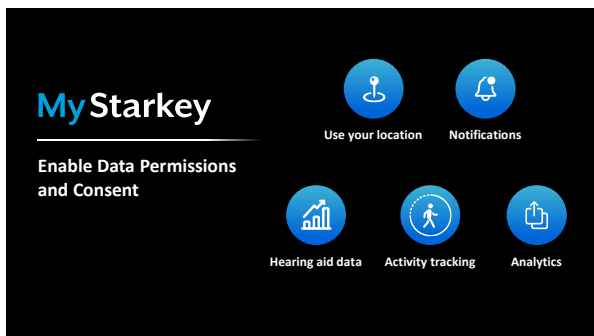 My Starkey
Enable Data Permissions
and Consent
Use your location
Notifications
Hearing aid data
Activity tracking
Analytics